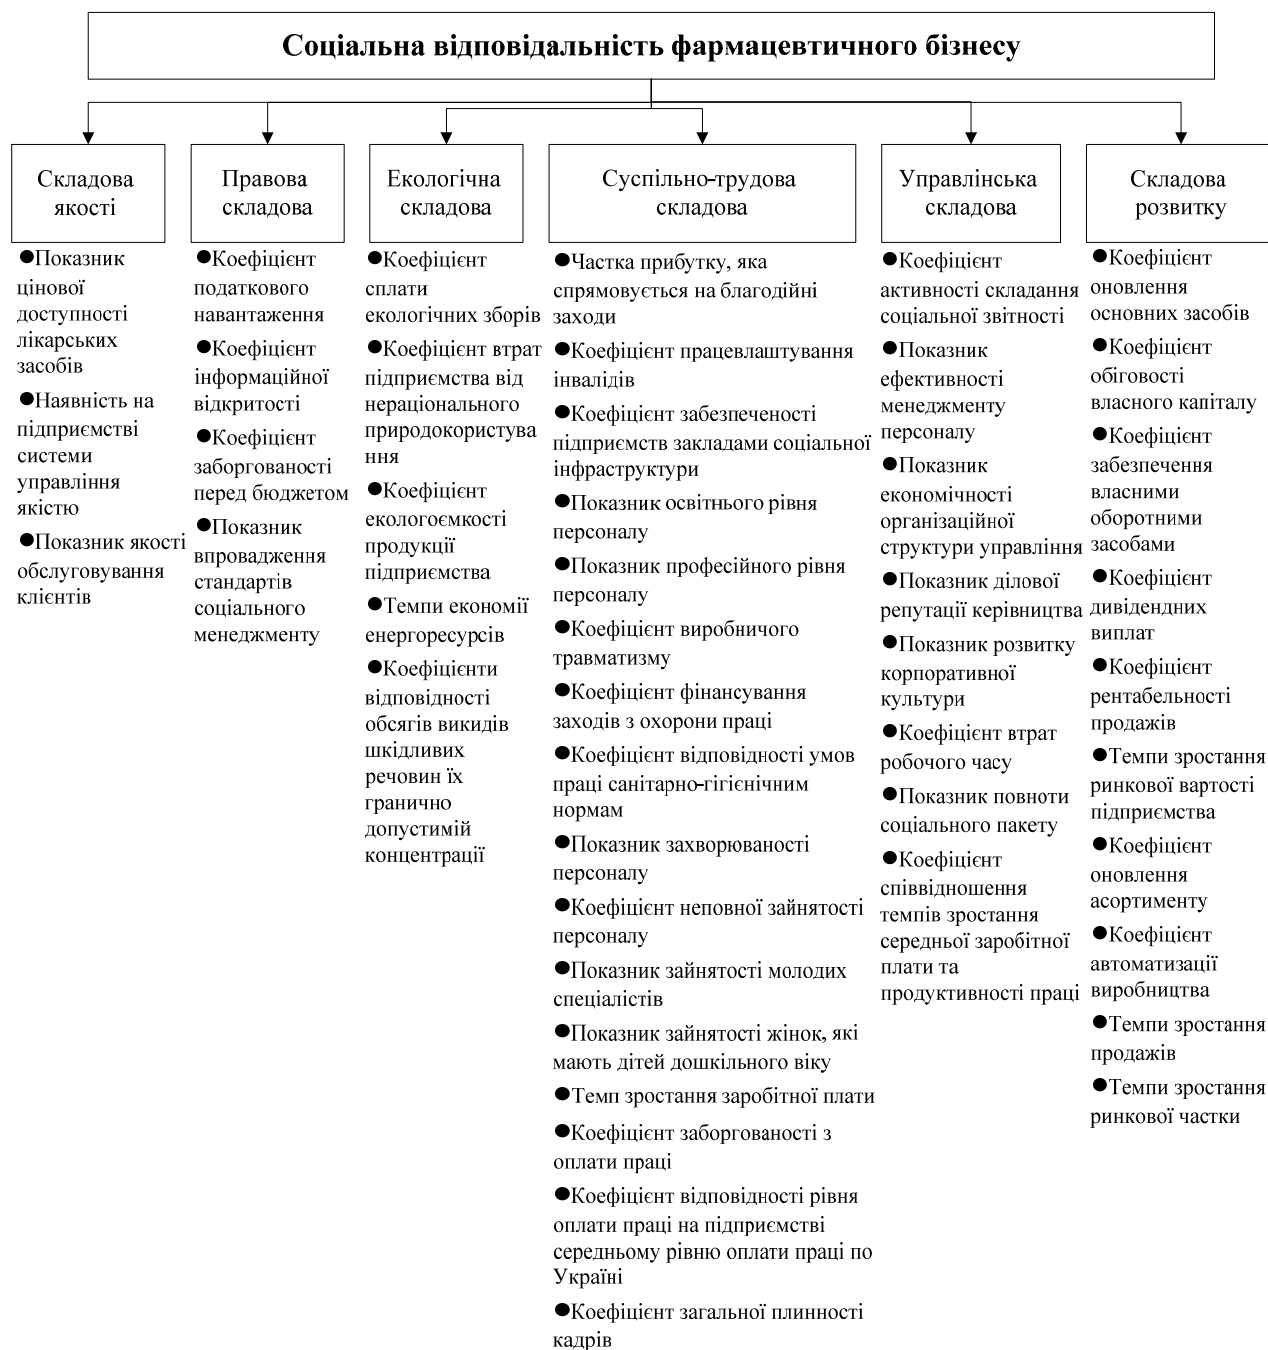 Соціальна відповідальність фармацевтичного бізнесу
Складова
якості
●Показник
цінової
доступності
лікарських
засобів
●Наявність на
підприємстві
системи
управління
якістю
●Показник якості
обслуговування
клієнтів
Правова
складова
●Коефіцієнт
податкового
навантаження
●Коефіцієнт
інформаційної
відкритості
●Коефіцієнт
заборгованості
перед бюджетом
●Показник
впровадження
стандартів
соціального
менеджменту
Екологічна
складова
●Коефіцієнт
сплати
екологічних зборів
●Коефіцієнт втрат
підприємства від
нераціонального
природокористува
ння
●Коефіцієнт
екологоємкості
продукції
підприємства
●Темпи економії
енергоресурсів
●Коефіцієнти
відповідності
обсягів викидів
шкідливих
речовин їх
гранично
допустимій
концентрації
Суспільно-трудова
складова
●Частка прибутку, яка
спрямовується на благодійні
заходи
●Коефіцієнт працевлаштування
інвалідів
●Коефіцієнт забезпеченості
підприємств закладами соціальної
інфраструктури
●Показник освітнього рівня
персоналу
●Показник професійного рівня
персоналу
●Коефіцієнт виробничого
травматизму
●Коефіцієнт фінансування
заходів з охорони праці
●Коефіцієнт відповідності умов
праці санітарно-гігієнічним
нормам
●Показник захворюваності
персоналу
●Коефіцієнт неповної зайнятості
персоналу
●Показник зайнятості молодих
спеціалістів
●Показник зайнятості жінок, які
мають дітей дошкільного віку
●Темп зростання заробітної плати
●Коефіцієнт заборгованості з
оплати праці
●Коефіцієнт відповідності рівня
оплати праці на підприємстві
середньому рівню оплати праці по
Україні
●Коефіцієнт загальної плинності
кадрів
Управлінська
складова
●Коефіцієнт
активності складання
соціальної звітності
●Показник
ефективності
менеджменту
персоналу
●Показник
економічності
організаційної
структури управління
●Показник ділової
репутації керівництва
●Показник розвитку
корпоративної
культури
●Коефіцієнт втрат
робочого часу
●Показник повноти
соціального пакету
●Коефіцієнт
співвідношення
темпів зростання
середньої заробітної
плати та
продуктивності праці
Складова
розвитку
●Коефіцієнт
оновлення
основних засобів
●Коефіцієнт
обіговості
власного капіталу
●Коефіцієнт
забезпечення
власними
оборотними
засобами
●Коефіцієнт
дивідендних
виплат
●Коефіцієнт
рентабельності
продажів
●Темпи зростання
ринкової вартості
підприємства
●Коефіцієнт
оновлення
асортименту
●Коефіцієнт
автоматизації
виробництва
●Темпи зростання
продажів
●Темпи зростання
ринкової частки